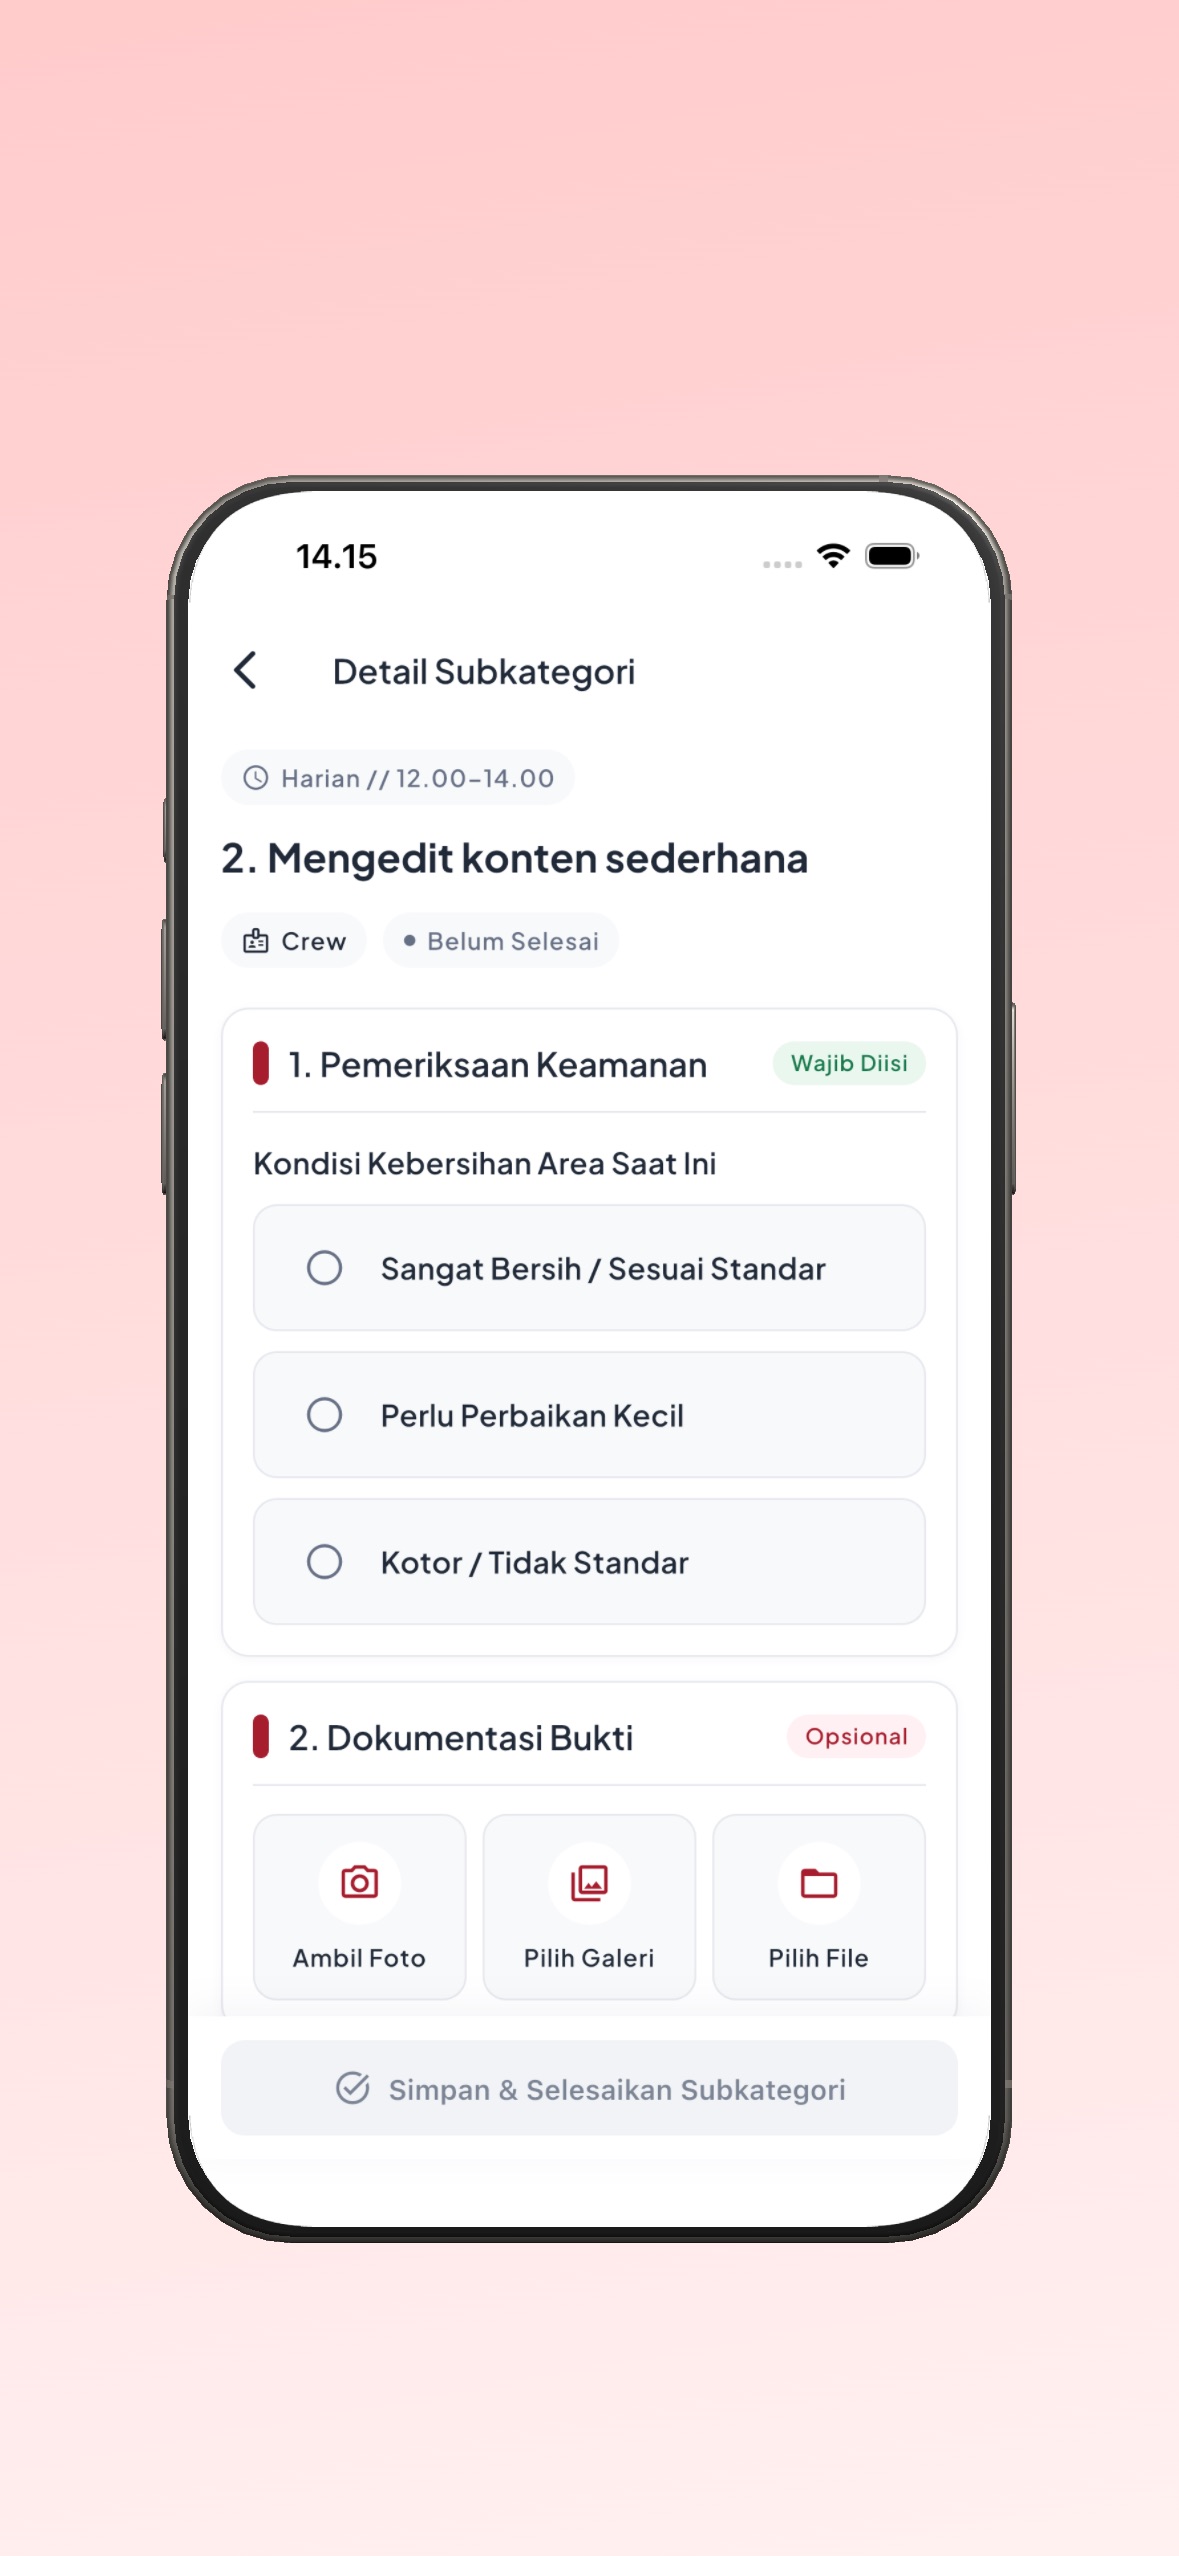 14.15
Detail Subkategori
Harian // 12.00–14.00
2. Mengedit konten sederhana
Crew
Belum Selesai
1. Pemeriksaan Keamanan
Wajib Diisi
Kondisi Kebersihan Area Saat Ini
Sangat Bersih / Sesuai Standar
Perlu Perbaikan Kecil
Kotor / Tidak Standar
2. Dokumentasi Bukti
Opsional
Ambil Foto
Pilih Galeri
Pilih File
Simpan & Selesaikan Subkategori